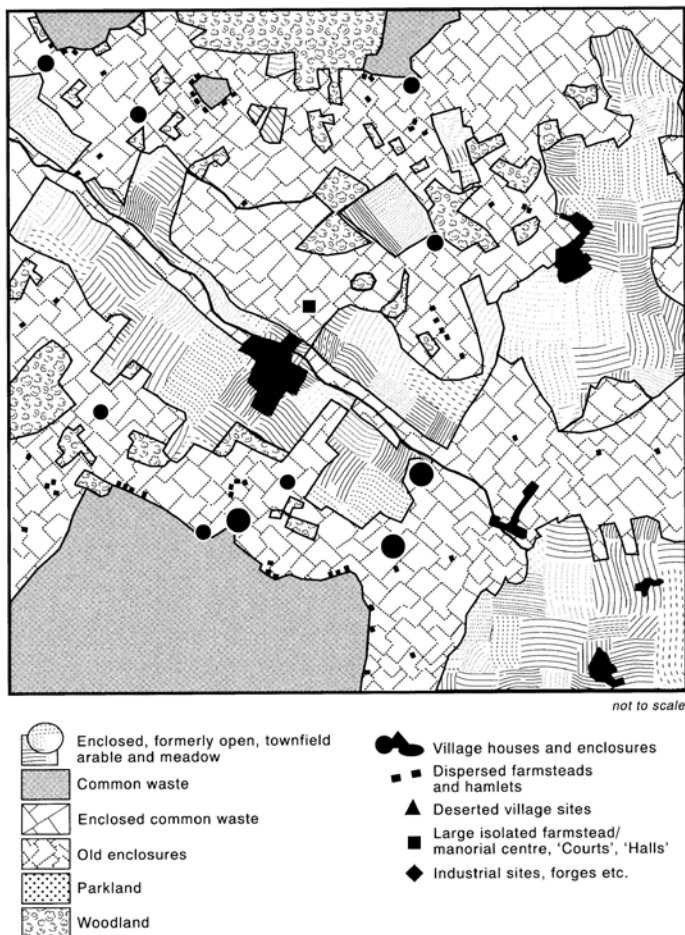 not to scale
Enclosed, formerly open, townfield
arable and meadow
Common waste
Enclosed common waste
Old enclosures
Parkland
Woodland
Village houses and enclosures
Dispersed farmsteads
and hamlets
Deserted village sites
Large isolated farmstead/
manorial centre, 'Courts', 'Halls'
Industrial sites, forges etc.